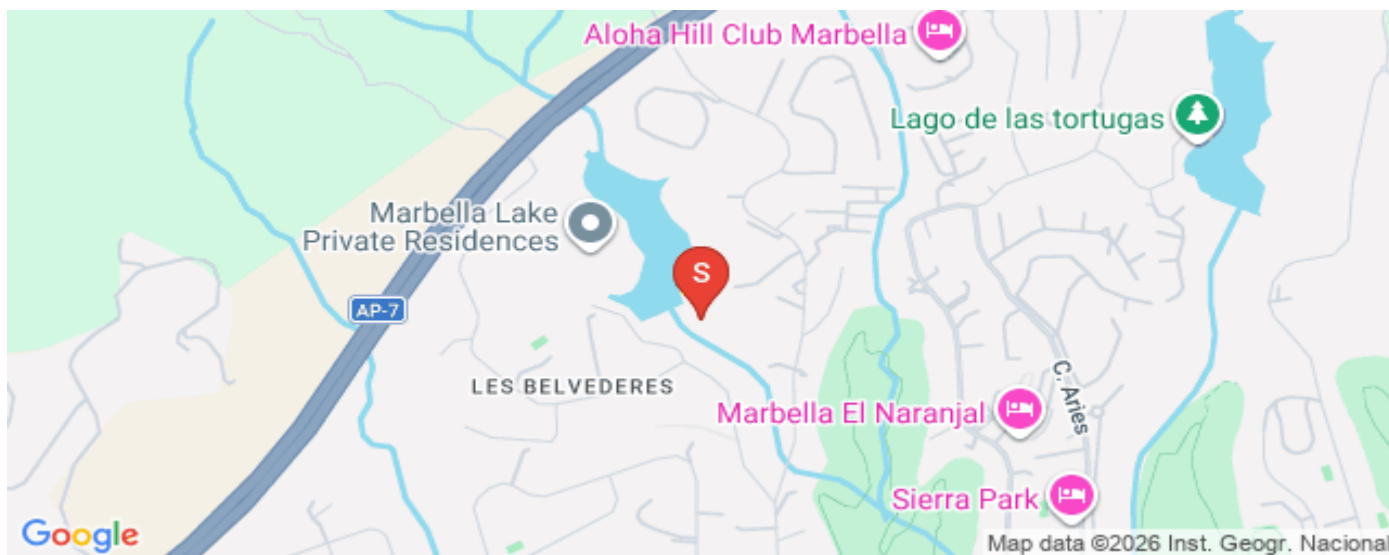 Aloha Hill Club Marbella
Lago de las tortugas
Marbella Lake
Private Residences
S
AP-7
LES BELVEDERES
C. Aries
Marbella El Naranjal
Sierra Park
Google
Map data ©2026 Inst. Geogr. Nacional